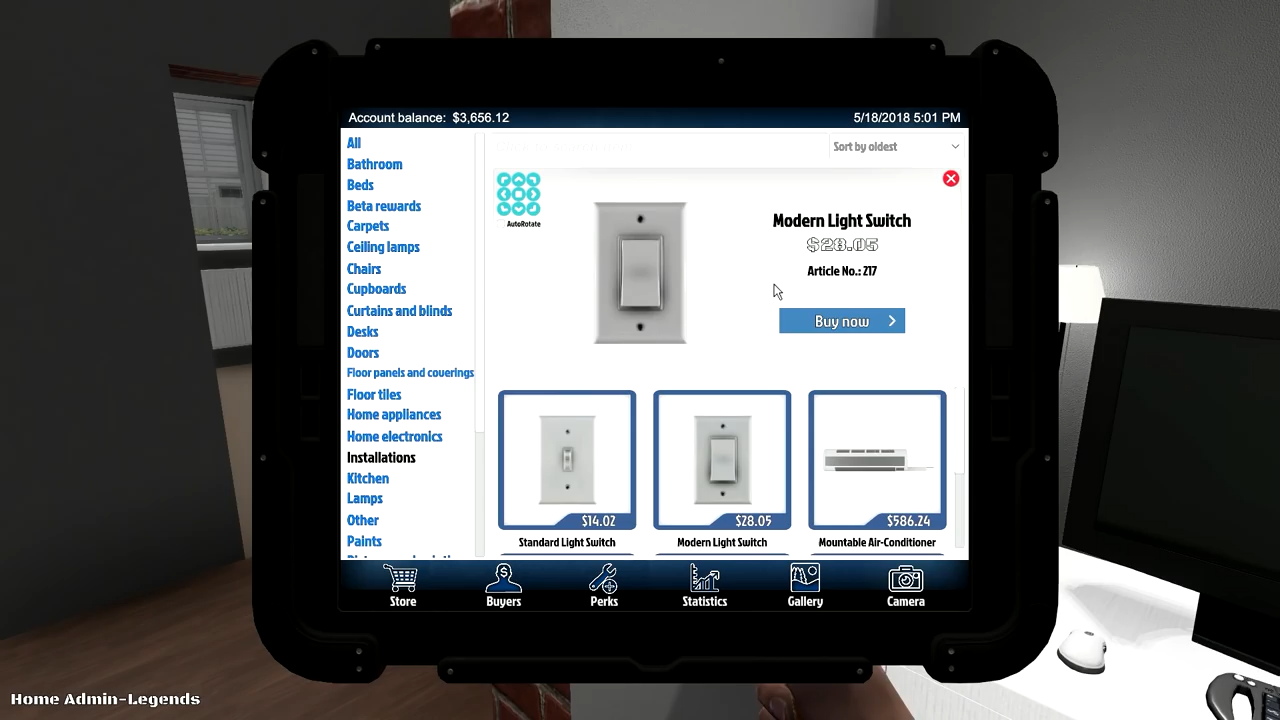 Account balance: $3,656.12
5/18/2018 5:01 PM
All
Bathroom
Beds
Beta rewards
Carpets
Ceiling lamps
Chairs
Cupboards
Curtains and blinds
Desks
Doors
Floor panels and coverings
Floor tiles
Home appliances
Home electronics
Installations
Kitchen
Lamps
Other
Paints
Sort by oldest
AutoRotate
Modern Light Switch
$28.05
Article No.: 217
Buy now
$14.02
$28.05
$586.24
Standard Light Switch
Modern Light Switch
Mountable Air-Conditioner
Store
Buyers
Perks
Statistics
Gallery
Camera
Home Admin-Legends